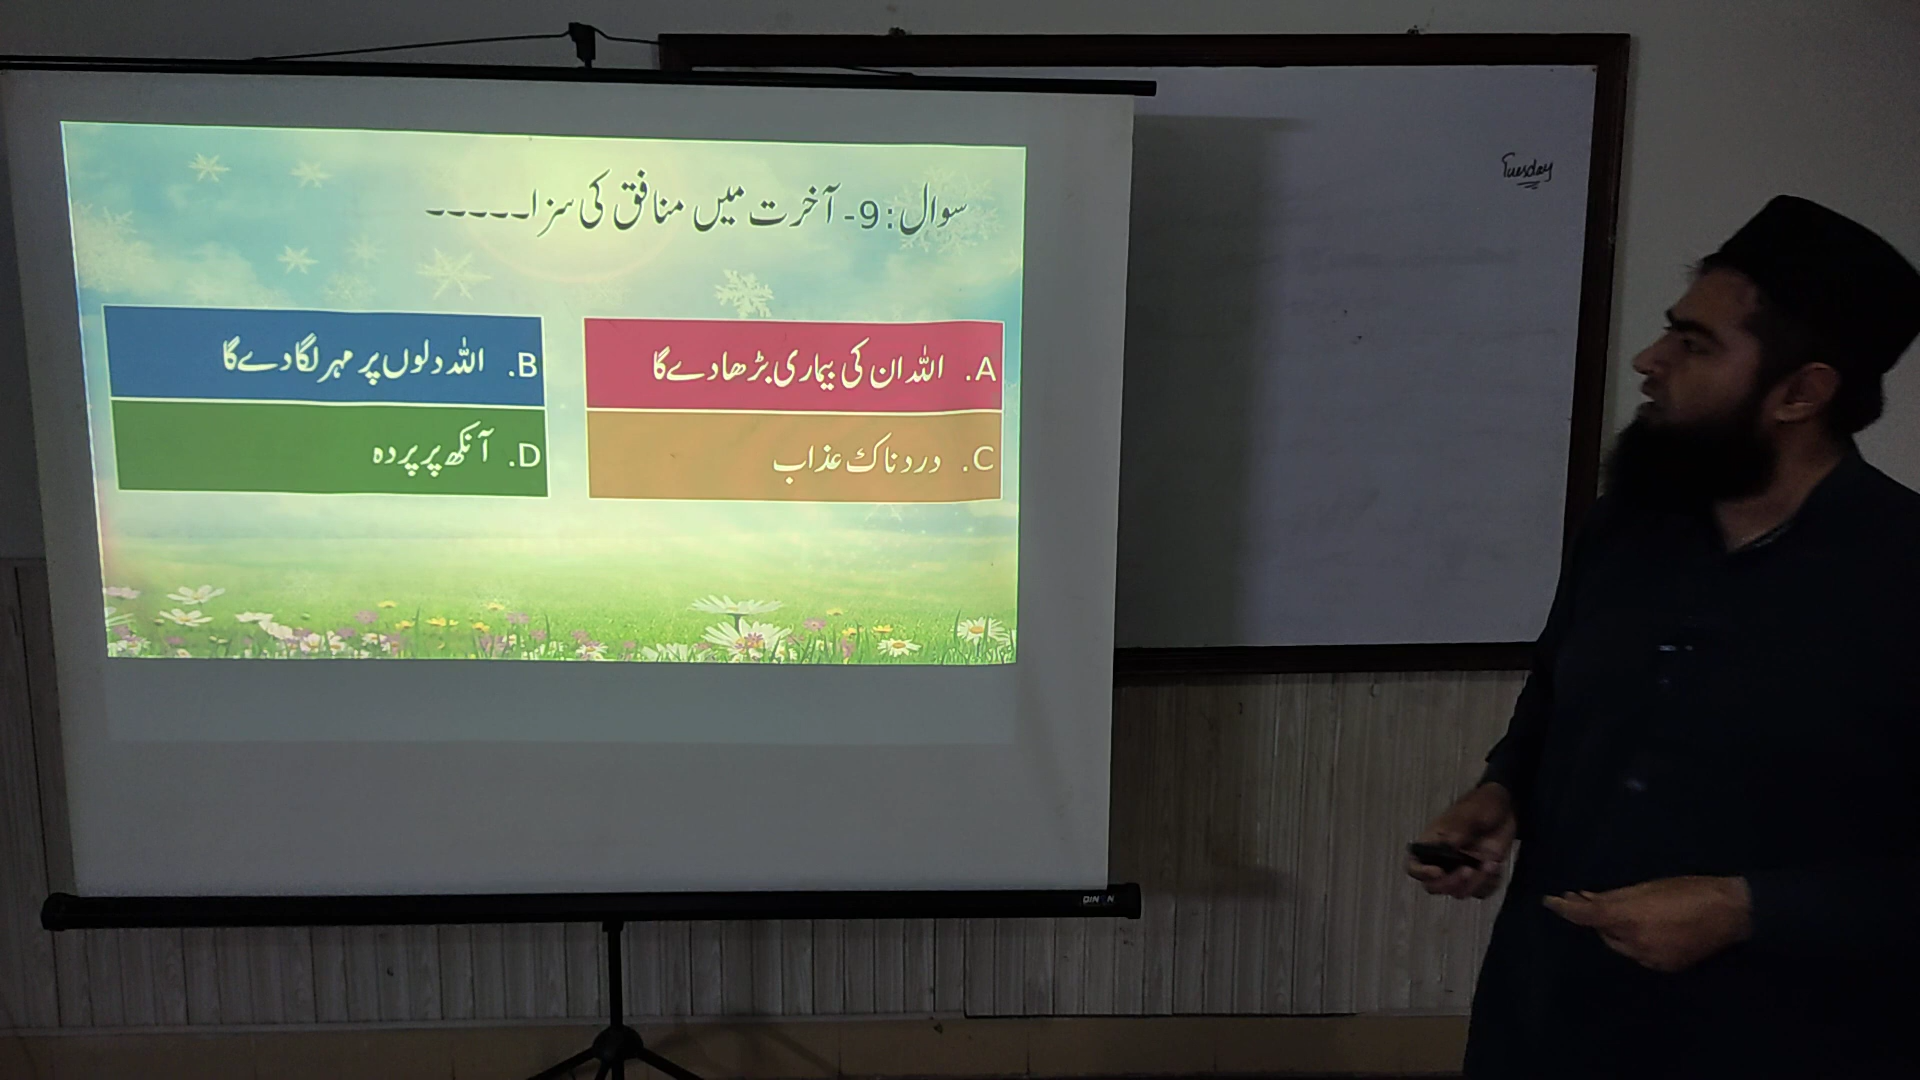 سوال :9- آخرت میں منافق کی سزا-----
A. اللہ ان کی بیماری بڑھا دے گا
B. اللہ دلوں پر مہر لگا دے گا
C. دردناک عذاب
D. آنکھ پر پردہ
Tuesday